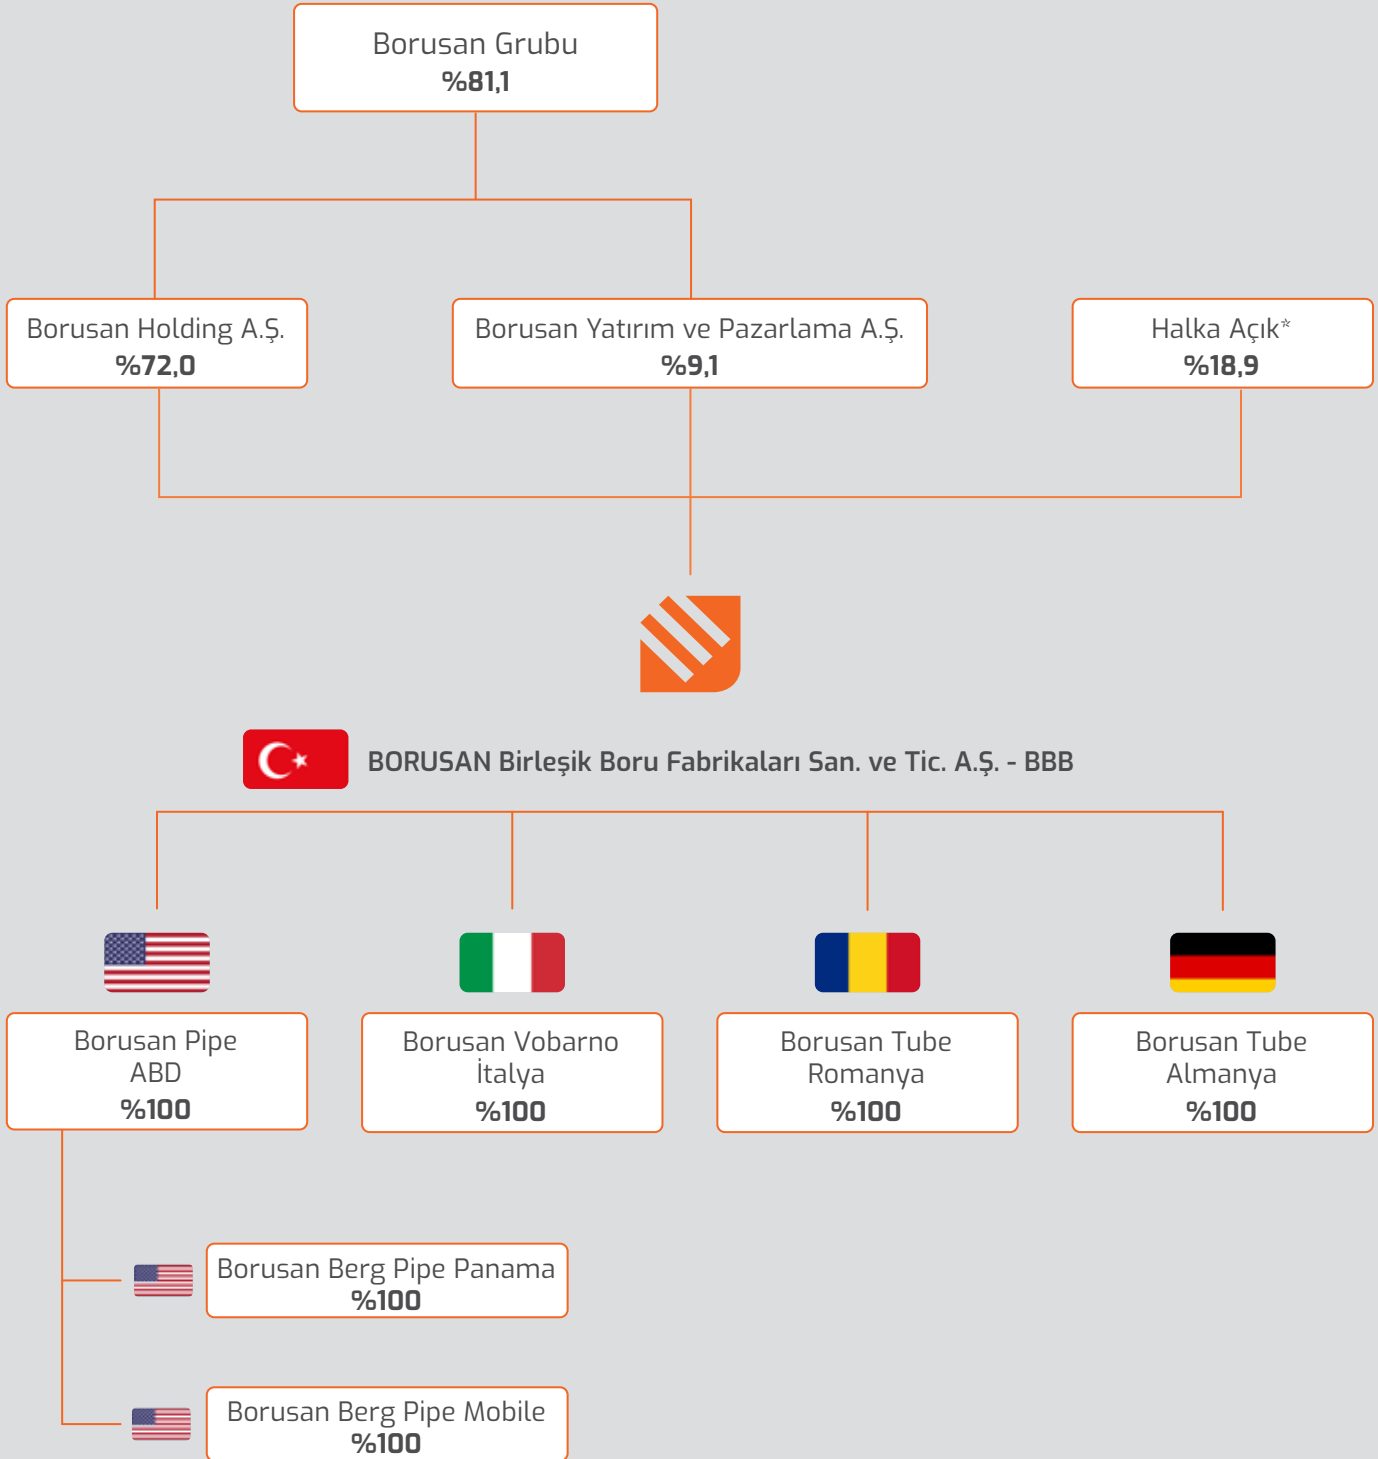 Borusan Grubu
%81,1
Borusan Holding A.Ş.
%72,0
Borusan Yatırım ve Pazarlama A.Ş.
%9,1
Halka Açık*
%18,9
BORUSAN Birleşik Boru Fabrikaları San. ve Tic. A.Ş. - BBB
Borusan Pipe
ABD
%100
Borusan Vobarno
İtalya
%100
Borusan Tube
Romanya
%100
Borusan Tube
Almanya
%100
Borusan Berg Pipe Panama
%100
Borusan Berg Pipe Mobile
%100